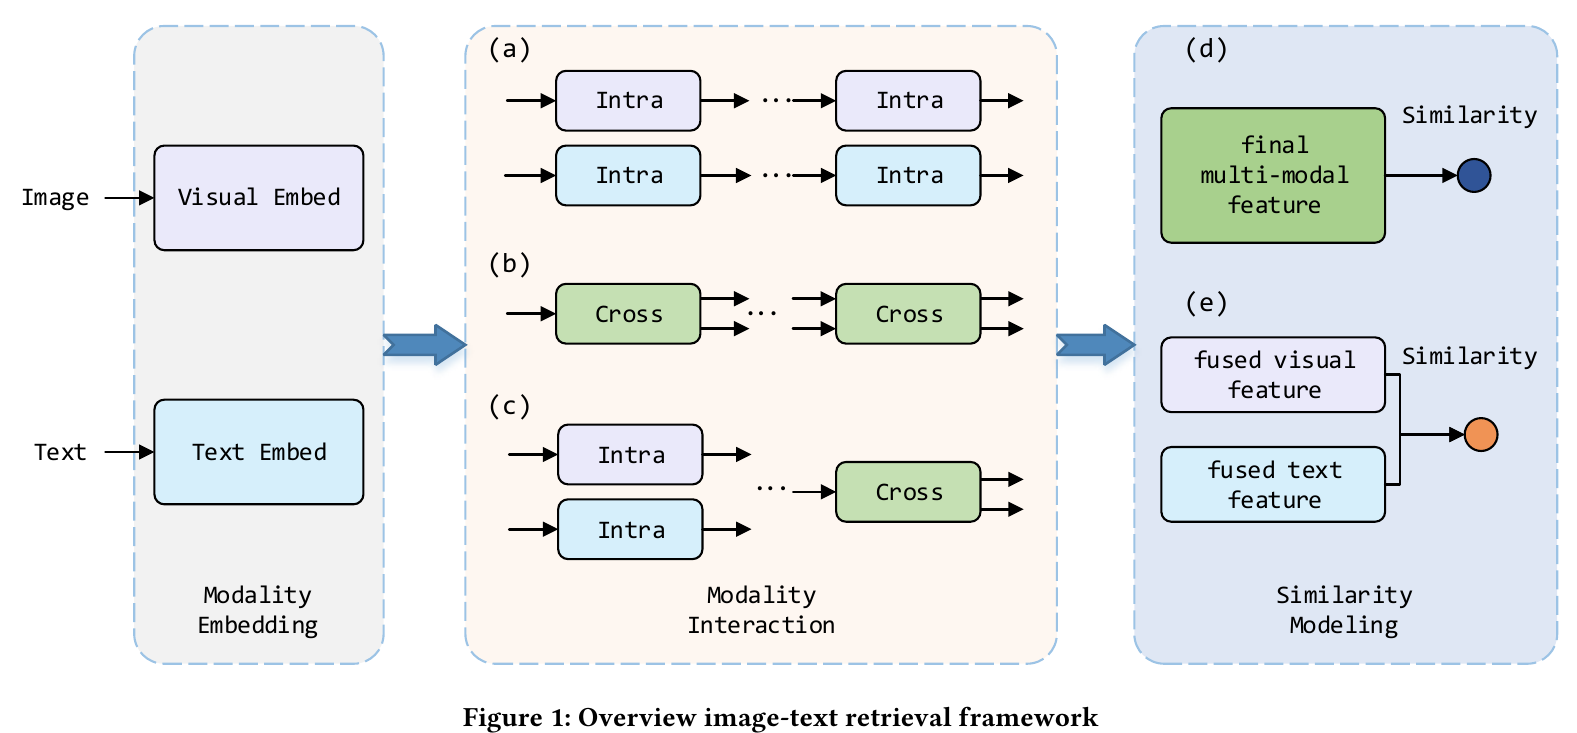 Image
Visual Embed
Text
Text Embed
Modality
Embedding
(a)
Intra
...
Intra
Intra
...
Intra
(b)
Cross
...
Cross
(c)
Intra
Intra
...
Cross
Modality
Interaction
(d)
final
multi-modal
feature
Similarity
(e)
fused visual
feature
Similarity
fused text
feature
Similarity
Modeling
Figure 1: Overview image-text retrieval framework